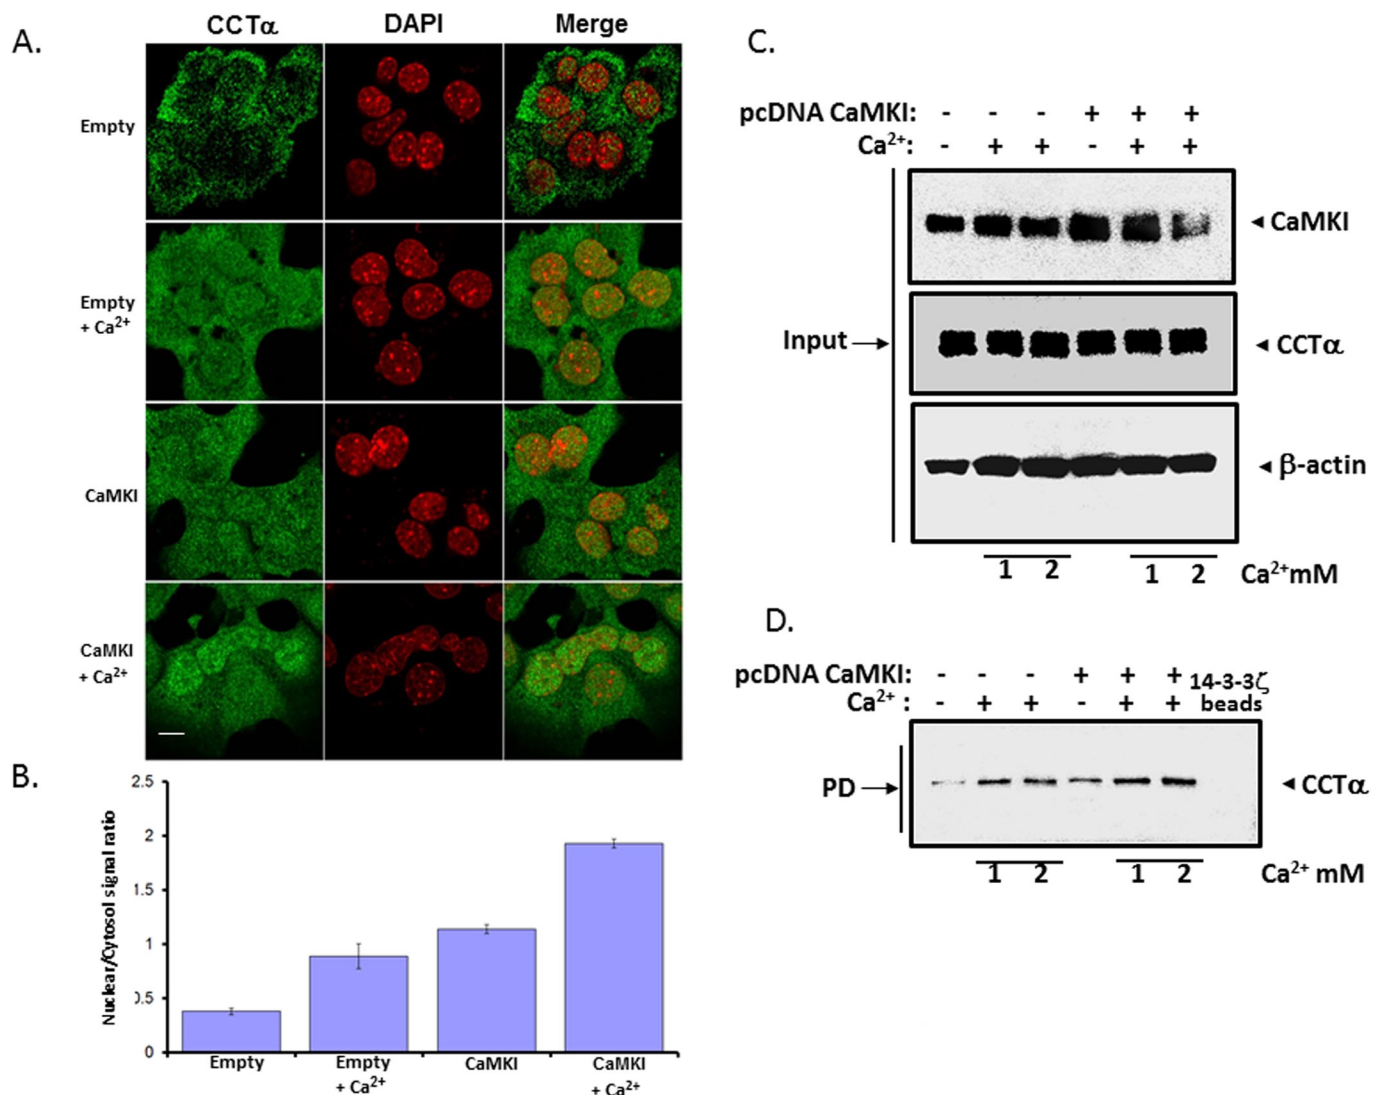 A.
CCTα DAPI Merge
Empty
Empty
+ Ca²⁺
CaMKI
CaMKI
+ Ca²⁺
B.
Nuclear/Cytosol signal ratio
2.5
2
1.5
1
0.5
0
Empty Empty CaMKI CaMKI
+ Ca²⁺ + Ca²⁺
C.
pcDNA CaMKI: - - - + + +
Ca²⁺: - + + - + +
CaMKI
Input
CCTα
β-actin
1 2 1 2 Ca²⁺mM
D.
pcDNA CaMKI: - - - + + + 14-3-3ζ
Ca²⁺ : - + + - + + beads
PD
CCTα
1 2 1 2 Ca²⁺ mM